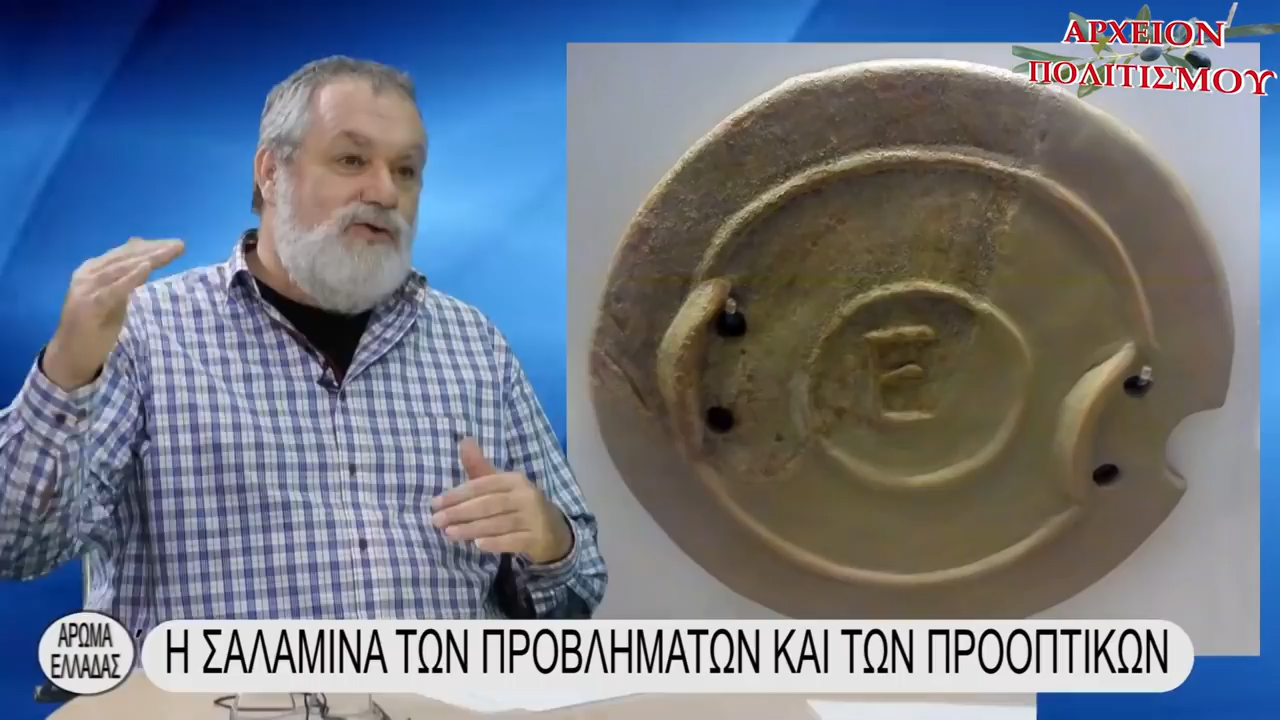 ΑΡΧΕΙΟΝ
ΠΟΛΙΤΙΣΜΟΥ
Ε
ΑΡΩΜΑ
ΕΛΛΑΔΑΣ
Η ΣΑΛΑΜΙΝΑ ΤΩΝ ΠΡΟΒΛΗΜΑΤΩΝ ΚΑΙ ΤΩΝ ΠΡΟΟΠΤΙΚΩΝ